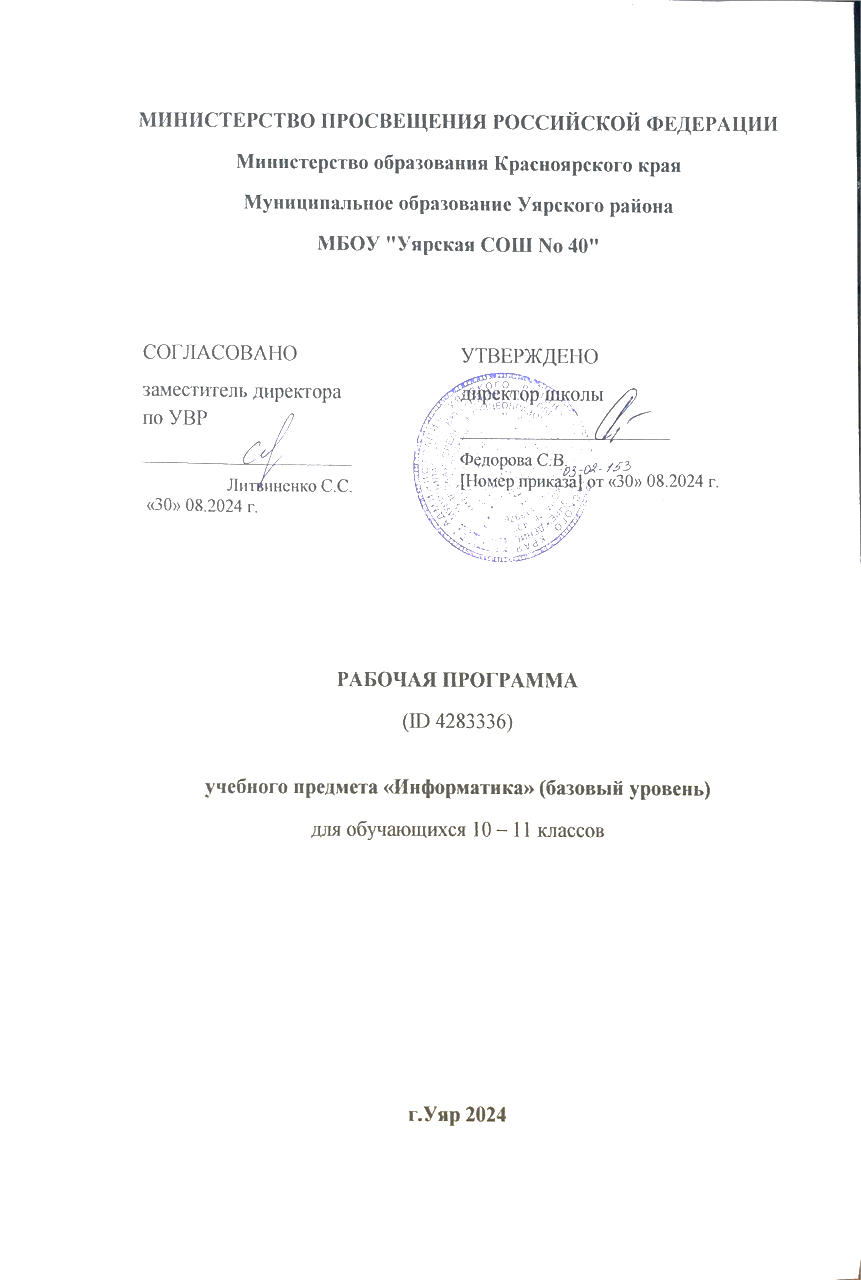 МИНИСТЕРСТВО ПРОСВЕЩЕНИЯ РОССИЙСКОЙ ФЕДЕРАЦИИ
Министерство образования Красноярского края
Муниципальное образование Уярского района
МБОУ "Уярская СОШ No 40"
СОГЛАСОВАНО
заместитель директора
по УВР
Литвиненко С.С.
«30» 08.2024 г.
УТВЕРЖДЕНО
директор школы
Федорова С.В.
03-02-153
[Номер приказа] от «30» 08.2024 г.
РАБОЧАЯ ПРОГРАММА
(ID 4283336)
учебного предмета «Информатика» (базовый уровень)
для обучающихся 10 – 11 классов
г.Уяр 2024